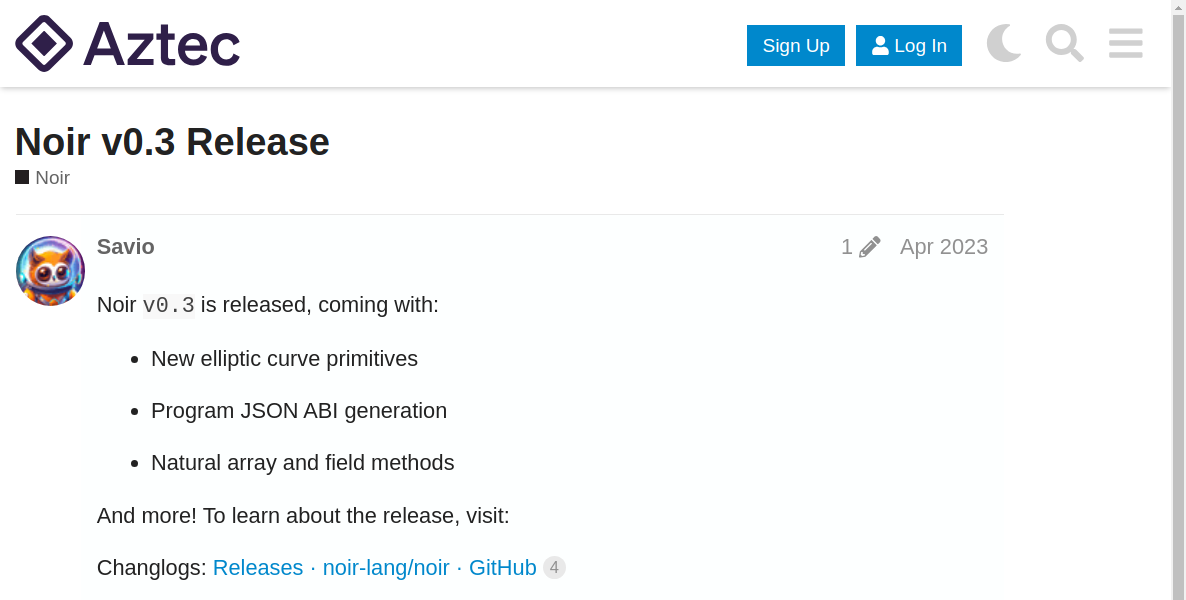 Aztec
Sign Up
Log In
Noir v0.3 Release
Noir
Savio
1
Apr 2023
Noir v0.3 is released, coming with:
New elliptic curve primitives
Program JSON ABI generation
Natural array and field methods
And more! To learn about the release, visit:
Changlogs: Releases · noir-lang/noir · GitHub 4